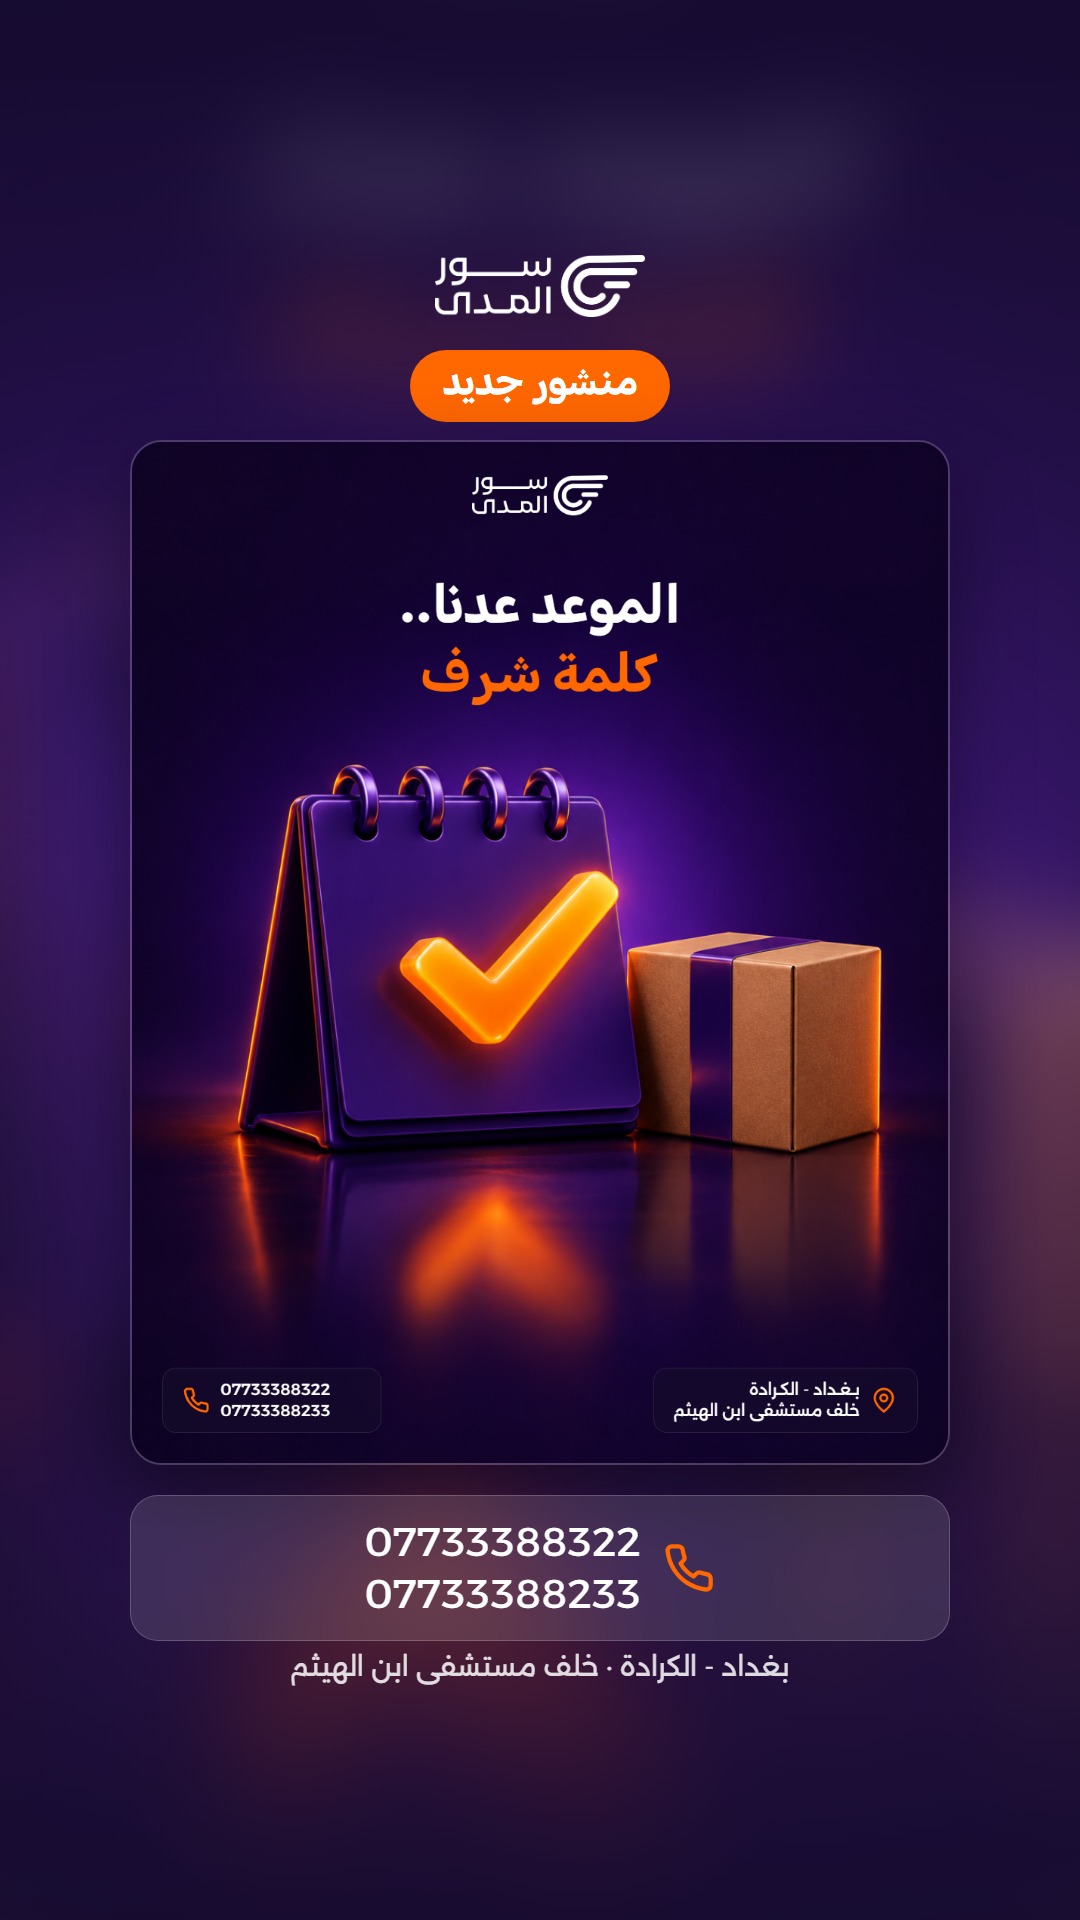 سور
المدى
منشور جديد
سور
المدى
الموعد عدنا..
كلمة شرف
بغداد - الكرادة
خلف مستشفى ابن الهيثم
07733388322
07733388233
07733388322
07733388233
بغداد - الكرادة · خلف مستشفى ابن الهيثم